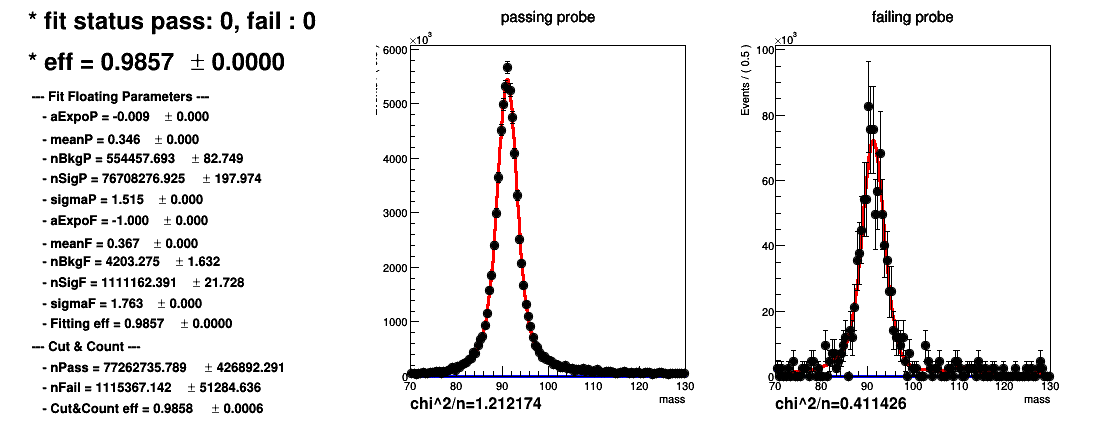 * fit status pass: 0, fail : 0
* eff = 0.9857 ± 0.0000
--- Fit Floating Parameters ---
- aExpoP = -0.009 ± 0.000
- meanP = 0.346 ± 0.000
- nBkgP = 554457.693 ± 82.749
- nSigP = 76708276.925 ± 197.974
- sigmaP = 1.515 ± 0.000
- aExpoF = -1.000 ± 0.000
- meanF = 0.367 ± 0.000
- nBkgF = 4203.275 ± 1.632
- nSigF = 1111162.391 ± 21.728
- sigmaF = 1.763 ± 0.000
- Fitting eff = 0.9857 ± 0.0000
--- Cut & Count ---
- nPass = 77262735.789 ± 426892.291
- nFail = 1115367.142 ± 51284.636
- Cut&Count eff = 0.9858 ± 0.0006
passing probe
×10³
6000
5000
4000
3000
2000
1000
0
70 80 90 100 110 120 130
mass
chi^2/n=1.212174
failing probe
×10³
Events / ( 0.5 )
100
80
60
40
20
0
70 80 90 100 110 120 130
mass
chi^2/n=0.411426